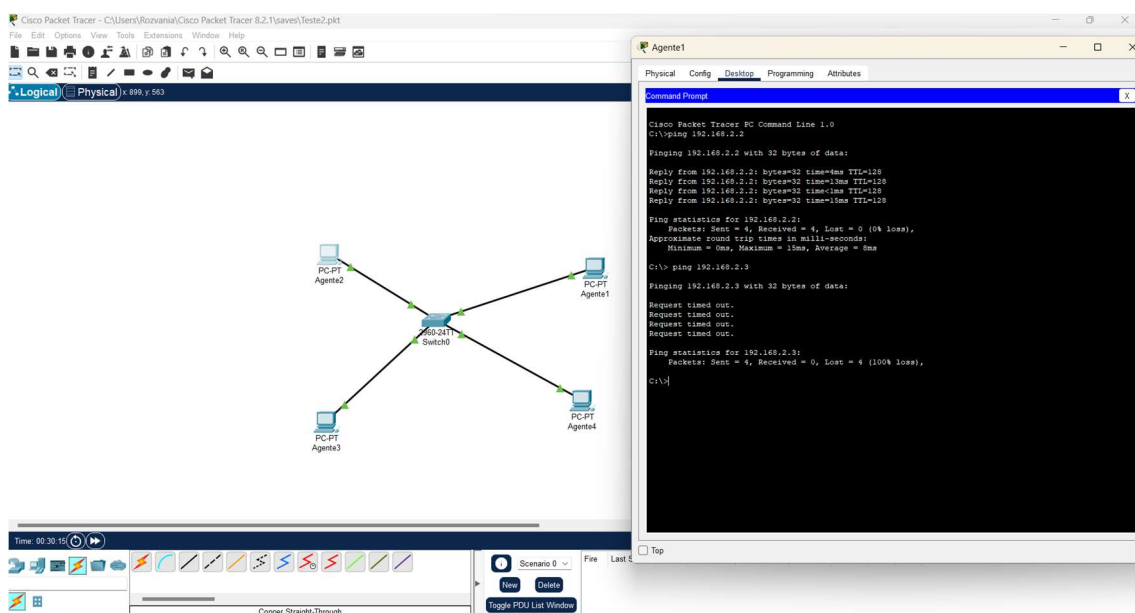 Cisco Packet Tracer - C:\Users\Rozvania\Cisco Packet Tracer 8.2.1\saves\Teste2.pkt
File Edit Options View Tools Extensions Window Help
Logical Physical x: 899, y: 563
PC-PT
Agente2
PC-PT
Agente1
2960-24TT
Switch0
PC-PT
Agente4
PC-PT
Agente3
Time: 00:30:15
Scenario 0
New Delete
Toggle PDU List Window
Fire Last S
Copper Straight-Through
Agente1
Physical Config Desktop Programming Attributes
Command Prompt X
Cisco Packet Tracer PC Command Line 1.0
C:\>ping 192.168.2.2
Pinging 192.168.2.2 with 32 bytes of data:
Reply from 192.168.2.2: bytes=32 time=4ms TTL=128
Reply from 192.168.2.2: bytes=32 time=13ms TTL=128
Reply from 192.168.2.2: bytes=32 time<1ms TTL=128
Reply from 192.168.2.2: bytes=32 time=15ms TTL=128
Ping statistics for 192.168.2.2:
Packets: Sent = 4, Received = 4, Lost = 0 (0% loss),
Approximate round trip times in milli-seconds:
Minimum = 0ms, Maximum = 15ms, Average = 8ms
C:\> ping 192.168.2.3
Pinging 192.168.2.3 with 32 bytes of data:
Request timed out.
Request timed out.
Request timed out.
Request timed out.
Ping statistics for 192.168.2.3:
Packets: Sent = 4, Received = 0, Lost = 4 (100% loss),
C:\>
Top